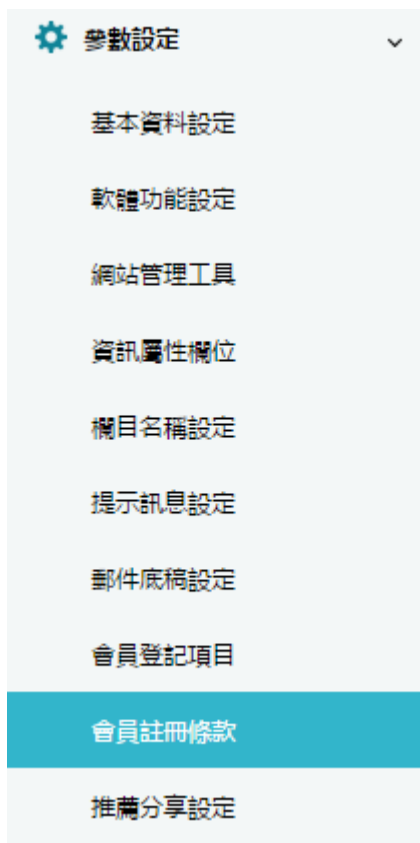 參數設定
基本資料設定
軟體功能設定
網站管理工具
資訊屬性欄位
欄目名稱設定
提示訊息設定
郵件底稿設定
會員登記項目
會員註冊條款
推薦分享設定